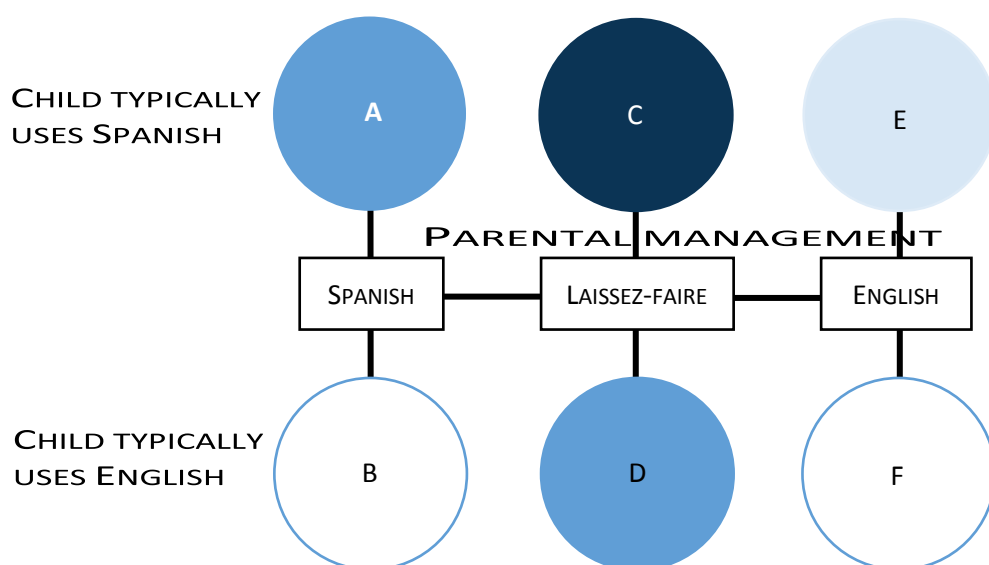 CHILD TYPICALLY
USES SPANISH
A
C
E
PARENTAL MANAGEMENT
SPANISH
LAISSEZ-FAIRE
ENGLISH
CHILD TYPICALLY
USES ENGLISH
B
D
F